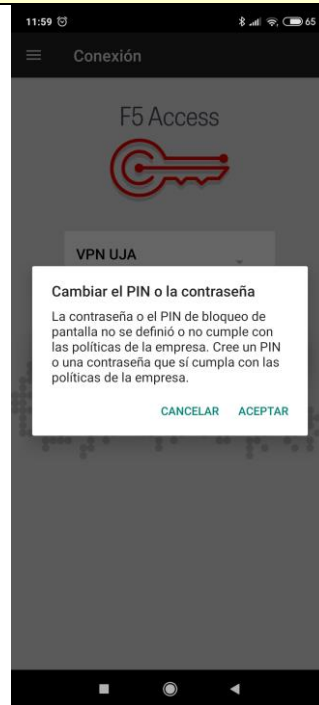 11:59
65
Conexión
F5 Access
VPN UJA
Cambiar el PIN o la contraseña
La contraseña o el PIN de bloqueo de
pantalla no se definió o no cumple con
las políticas de la empresa. Cree un PIN
o una contraseña que sí cumpla con las
políticas de la empresa.
CANCELAR ACEPTAR